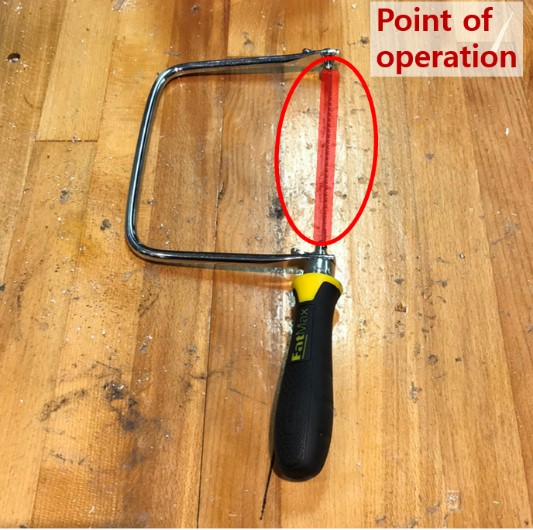 Point of
operation
FatMax